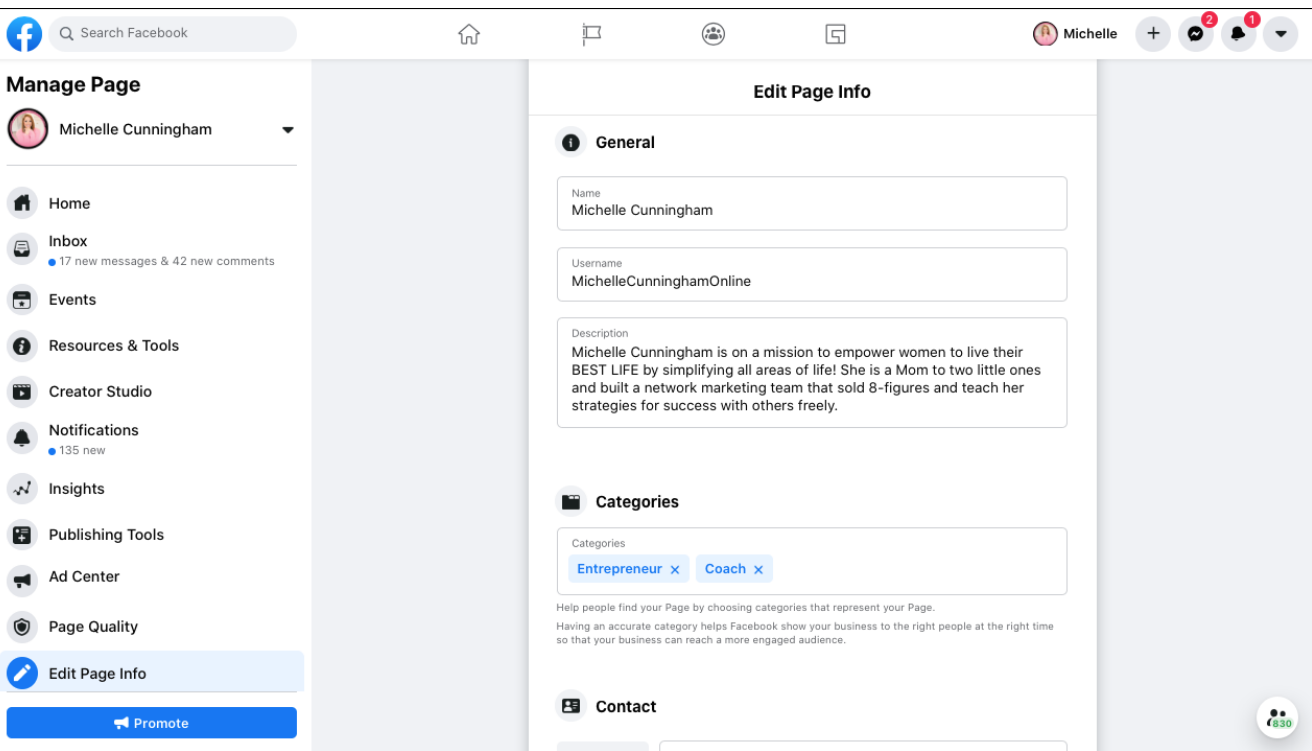 Search Facebook
Michelle
2
1
Manage Page
Michelle Cunningham
Home
Inbox
17 new messages & 42 new comments
Events
Resources & Tools
Creator Studio
Notifications
135 new
Insights
Publishing Tools
Ad Center
Page Quality
Edit Page Info
Promote
Edit Page Info
General
Name
Michelle Cunningham
Username
MichelleCunninghamOnline
Description
Michelle Cunningham is on a mission to empower women to live their
BEST LIFE by simplifying all areas of life! She is a Mom to two little ones
and built a network marketing team that sold 8-figures and teach her
strategies for success with others freely.
Categories
Categories
Entrepreneur ×
Coach ×
Help people find your Page by choosing categories that represent your Page.
Having an accurate category helps Facebook show your business to the right people at the right time
so that your business can reach a more engaged audience.
Contact
830